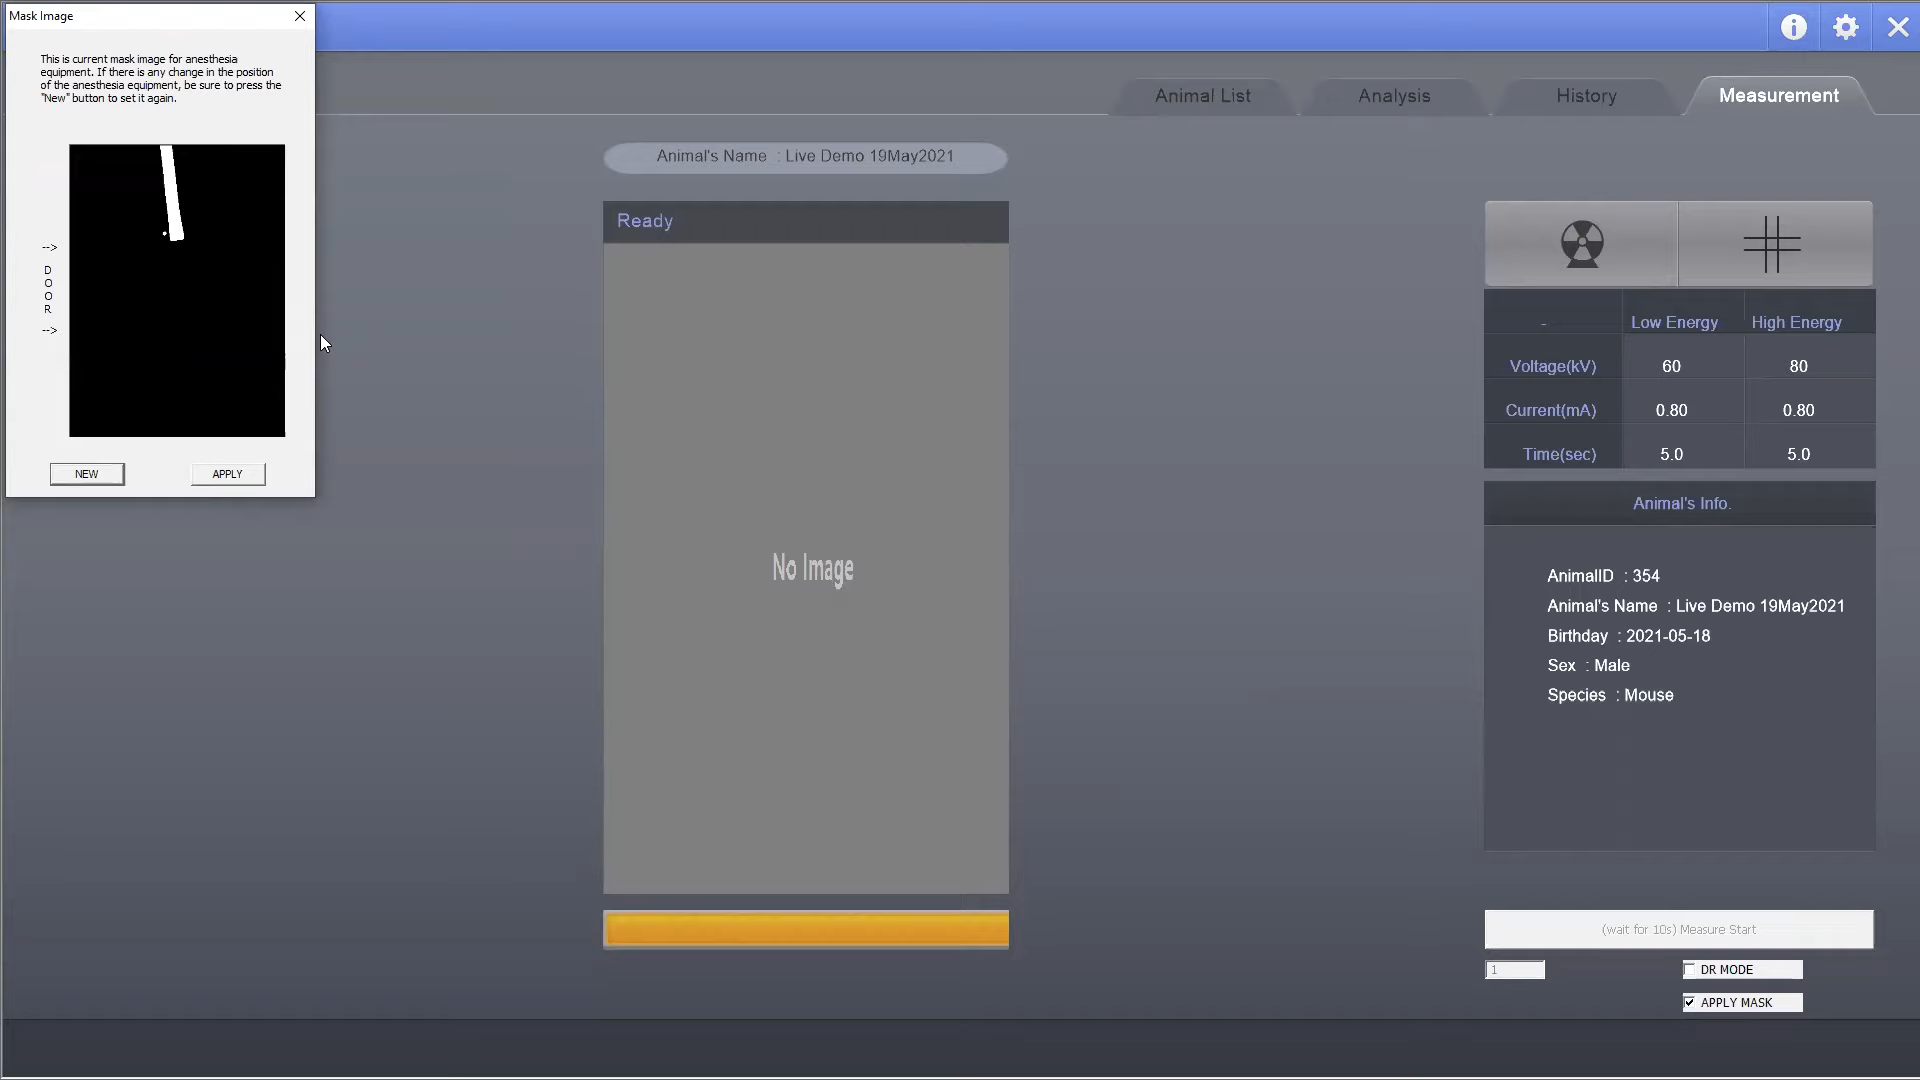 Mask Image
This is current mask image for anesthesia
equipment. If there is any change in the position
of the anesthesia equipment, be sure to press the
"New" button to set it again.
-->
D
O
O
R
-->
NEW
APPLY
Animal List
Analysis
History
Measurement
Animal's Name : Live Demo 19May2021
Ready
No Image
- Low Energy High Energy
Voltage(kV) 60 80
Current(mA) 0.80 0.80
Time(sec) 5.0 5.0
Animal's Info.
AnimalID : 354
Animal's Name : Live Demo 19May2021
Birthday : 2021-05-18
Sex : Male
Species : Mouse
(wait for 10s) Measure Start
1
DR MODE
APPLY MASK